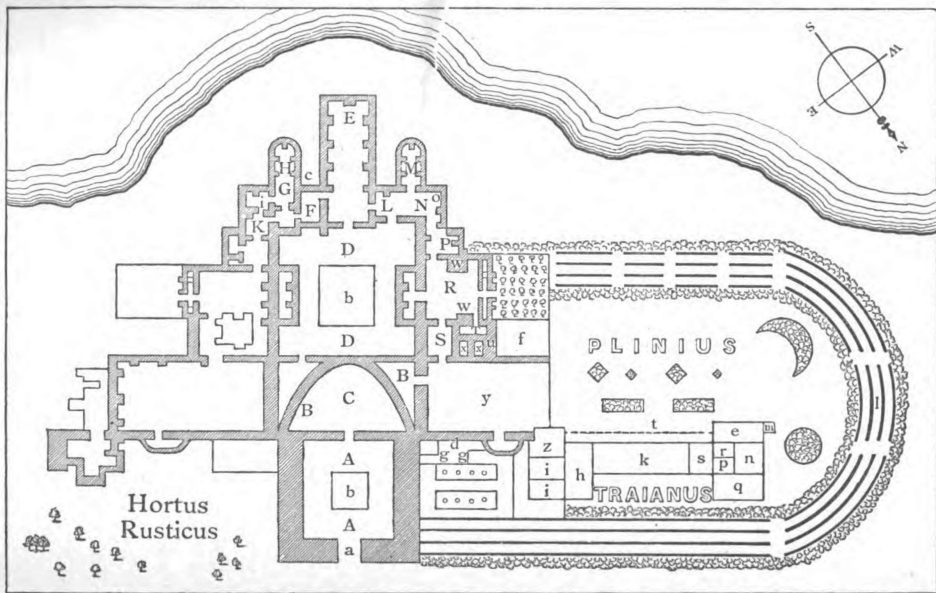 S
W
E
N
E
H
M
c
G
i
F
L
N
o
K
P
D
w
R
b
w
D
S
x
x
u
f
PLINIUS
B
B
C
y
l
t
e
m
A
d
g
g
z
i
i
h
k
s
r
p
n
q
b
TRAIANUS
A
a
Hortus
Rusticus